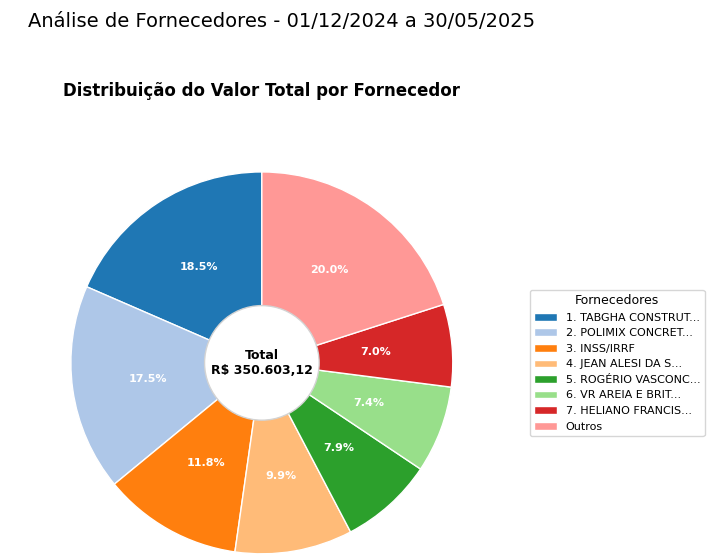 Análise de Fornecedores - 01/12/2024 a 30/05/2025
Distribuição do Valor Total por Fornecedor
18.5%
20.0%
7.0%
17.5%
7.4%
7.9%
11.8%
9.9%
Total
R$ 350.603,12
Fornecedores
1. TABGHA CONSTRUT...
2. POLIMIX CONCRET...
3. INSS/IRRF
4. JEAN ALESI DA S...
5. ROGÉRIO VASCONC...
6. VR AREIA E BRIT...
7. HELIANO FRANCIS...
Outros